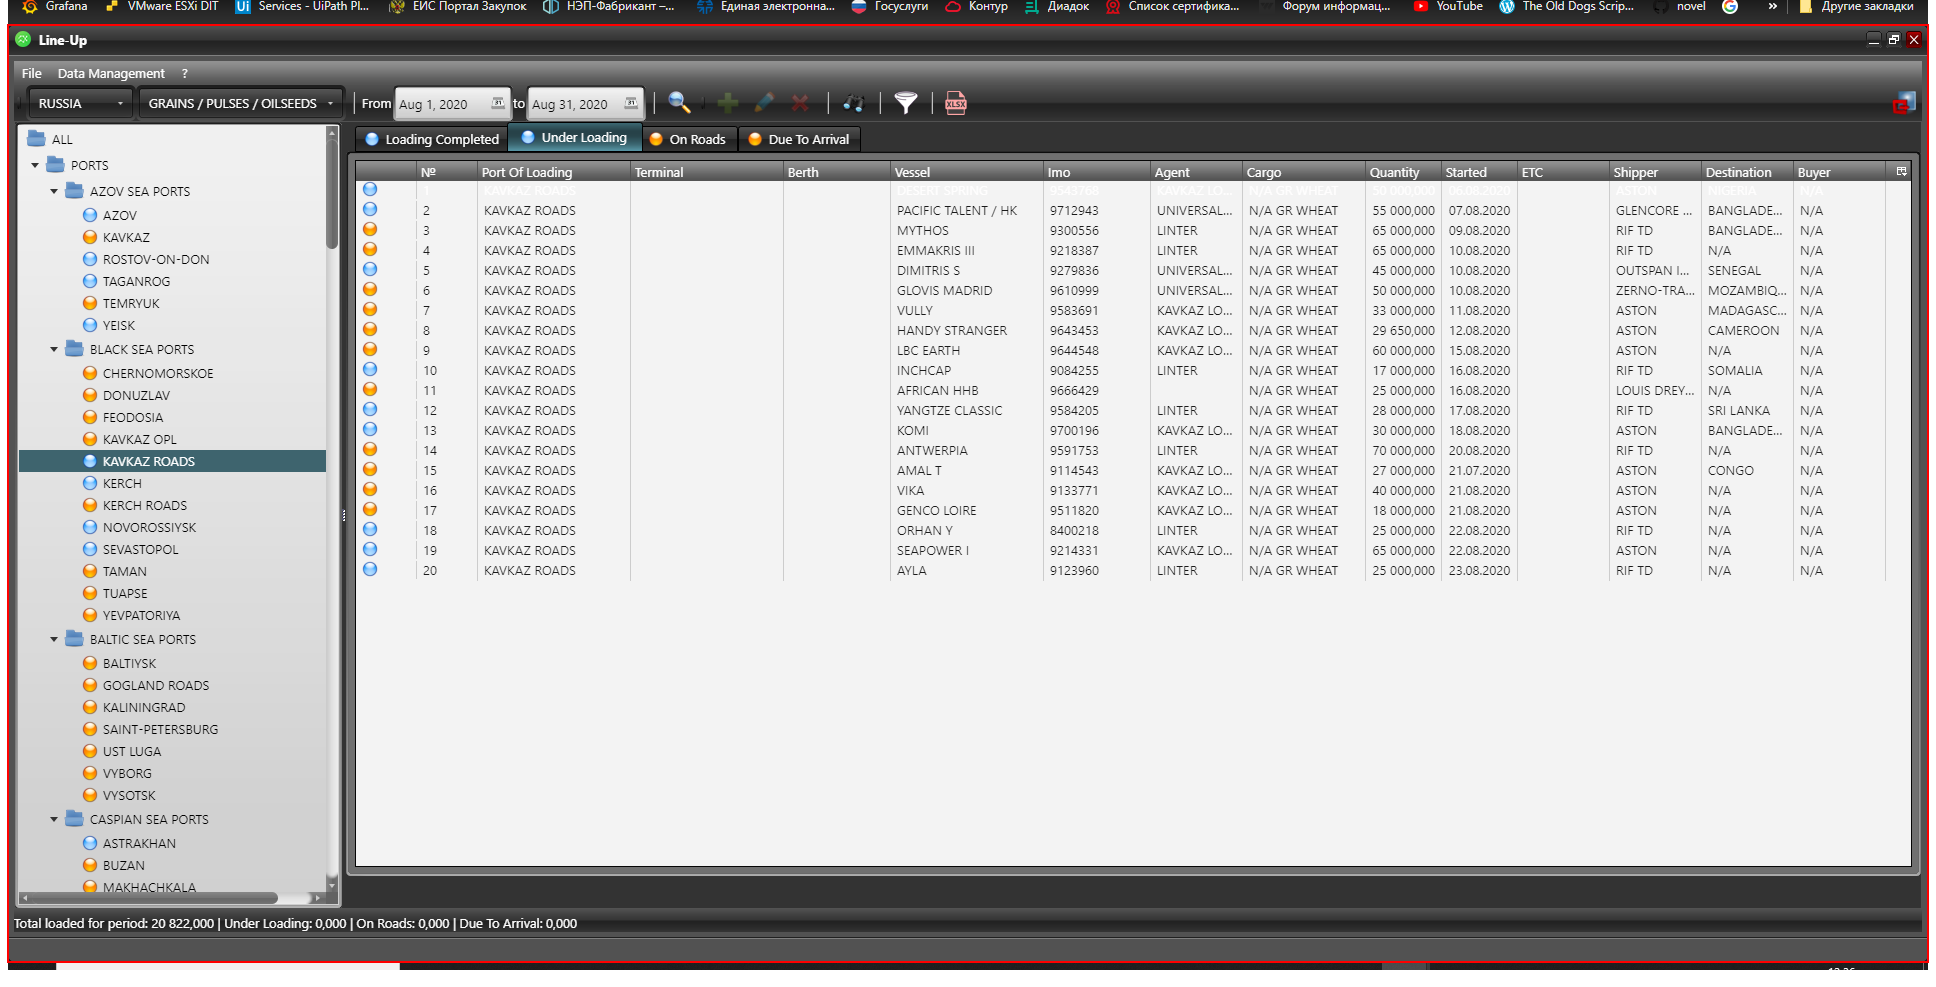 Grafana VMware ESXi DIT Ui Services - UiPath Pl... ЕИС Портал Закупок НЭП-Фабрикант –... Единая электронна... Госуслуги Контур Диадок Список сертифика... Форум информац... YouTube The Old Dogs Scrip... novel » Другие закладки
Line-Up
File Data Management ?
RUSSIA GRAINS / PULSES / OILSEEDS From Aug 1, 2020 31 to Aug 31, 2020 31 XLSX
Loading Completed Under Loading On Roads Due To Arrival
ALL
PORTS
AZOV SEA PORTS
AZOV
KAVKAZ
ROSTOV-ON-DON
TAGANROG
TEMRYUK
YEISK
BLACK SEA PORTS
CHERNOMORSKOE
DONUZLAV
FEODOSIA
KAVKAZ OPL
KAVKAZ ROADS
KERCH
KERCH ROADS
NOVOROSSIYSK
SEVASTOPOL
TAMAN
TUAPSE
YEVPATORIYA
BALTIC SEA PORTS
BALTIYSK
GOGLAND ROADS
KALININGRAD
SAINT-PETERSBURG
UST LUGA
VYBORG
VYSOTSK
CASPIAN SEA PORTS
ASTRAKHAN
BUZAN
MAKHACHKALA
№ Port Of Loading Terminal Berth Vessel Imo Agent Cargo Quantity Started ETC Shipper Destination Buyer
1 KAVKAZ ROADS DESERT SPRING 9543768 KAVKAZ LO... N/A GR WHEAT 50 000,000 06.08.2020 ASTON NIGERIA N/A
2 KAVKAZ ROADS PACIFIC TALENT / HK 9712943 UNIVERSAL... N/A GR WHEAT 55 000,000 07.08.2020 GLENCORE ... BANGLADE... N/A
3 KAVKAZ ROADS MYTHOS 9300556 LINTER N/A GR WHEAT 65 000,000 09.08.2020 RIF TD BANGLADE... N/A
4 KAVKAZ ROADS EMMAKRIS III 9218387 LINTER N/A GR WHEAT 65 000,000 10.08.2020 RIF TD N/A N/A
5 KAVKAZ ROADS DIMITRIS S 9279836 UNIVERSAL... N/A GR WHEAT 45 000,000 10.08.2020 OUTSPAN I... SENEGAL N/A
6 KAVKAZ ROADS GLOVIS MADRID 9610999 UNIVERSAL... N/A GR WHEAT 50 000,000 10.08.2020 ZERNO-TRA... MOZAMBIQ... N/A
7 KAVKAZ ROADS VULLY 9583691 KAVKAZ LO... N/A GR WHEAT 33 000,000 11.08.2020 ASTON MADAGASC... N/A
8 KAVKAZ ROADS HANDY STRANGER 9643453 KAVKAZ LO... N/A GR WHEAT 29 650,000 12.08.2020 ASTON CAMEROON N/A
9 KAVKAZ ROADS LBC EARTH 9644548 KAVKAZ LO... N/A GR WHEAT 60 000,000 15.08.2020 ASTON N/A N/A
10 KAVKAZ ROADS INCHCAP 9084255 LINTER N/A GR WHEAT 17 000,000 16.08.2020 RIF TD SOMALIA N/A
11 KAVKAZ ROADS AFRICAN HHB 9666429 N/A GR WHEAT 25 000,000 16.08.2020 LOUIS DREY... N/A N/A
12 KAVKAZ ROADS YANGTZE CLASSIC 9584205 LINTER N/A GR WHEAT 28 000,000 17.08.2020 RIF TD SRI LANKA N/A
13 KAVKAZ ROADS KOMI 9700196 KAVKAZ LO... N/A GR WHEAT 30 000,000 18.08.2020 ASTON BANGLADE... N/A
14 KAVKAZ ROADS ANTWERPIA 9591753 LINTER N/A GR WHEAT 70 000,000 20.08.2020 RIF TD N/A N/A
15 KAVKAZ ROADS AMAL T 9114543 KAVKAZ LO... N/A GR WHEAT 27 000,000 21.07.2020 ASTON CONGO N/A
16 KAVKAZ ROADS VIKA 9133771 KAVKAZ LO... N/A GR WHEAT 40 000,000 21.08.2020 ASTON N/A N/A
17 KAVKAZ ROADS GENCO LOIRE 9511820 KAVKAZ LO... N/A GR WHEAT 18 000,000 21.08.2020 ASTON N/A N/A
18 KAVKAZ ROADS ORHAN Y 8400218 LINTER N/A GR WHEAT 25 000,000 22.08.2020 RIF TD N/A N/A
19 KAVKAZ ROADS SEAPOWER I 9214331 KAVKAZ LO... N/A GR WHEAT 65 000,000 22.08.2020 ASTON N/A N/A
20 KAVKAZ ROADS AYLA 9123960 LINTER N/A GR WHEAT 25 000,000 23.08.2020 RIF TD N/A N/A
Total loaded for period: 20 822,000 | Under Loading: 0,000 | On Roads: 0,000 | Due To Arrival: 0,000